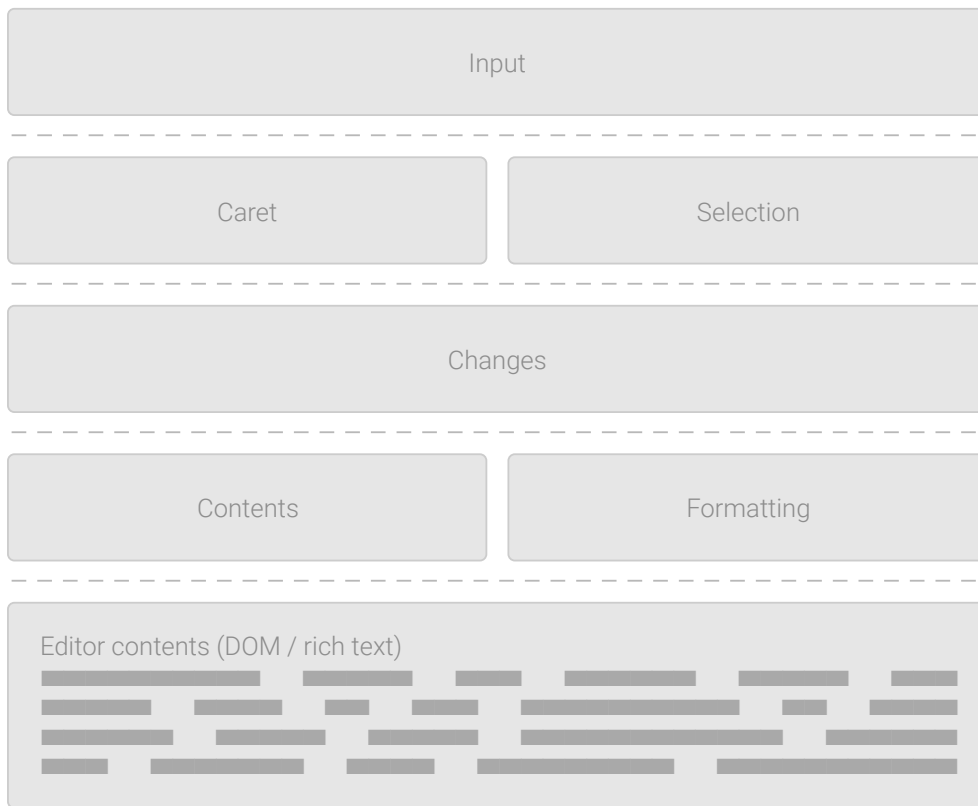 Input
Caret
Selection
Changes
Contents
Formatting
Editor contents (DOM / rich text)